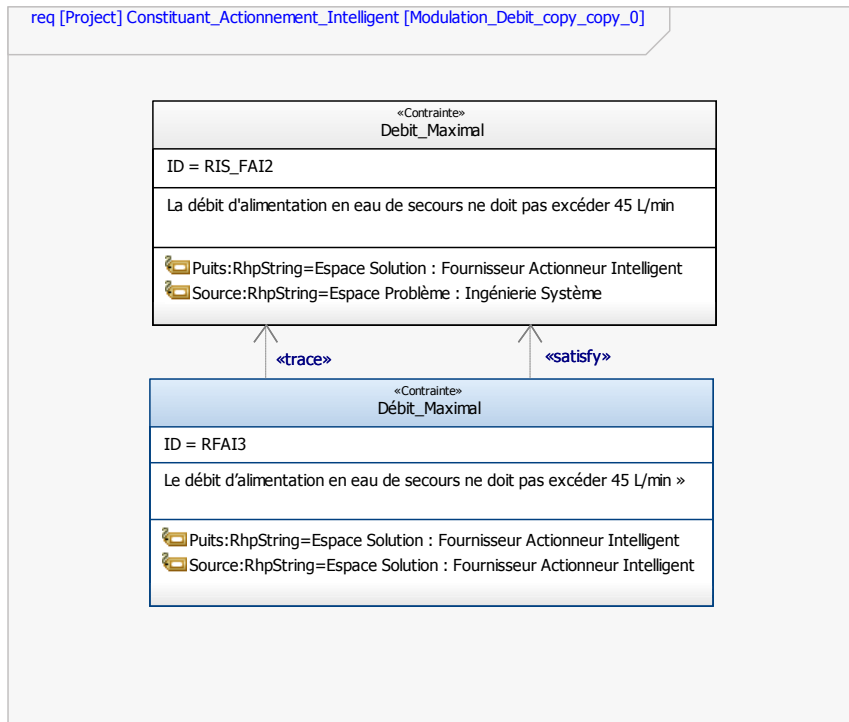 req [Project] Constituant_Actionnement_Intelligent [Modulation_Debit_copy_copy_0]
«Contrainte»
Debit_Maximal
ID = RIS_FAI2
La débit d'alimentation en eau de secours ne doit pas excéder 45 L/min
Puits:RhpString=Espace Solution : Fournisseur Actionneur Intelligent
Source:RhpString=Espace Problème : Ingénierie Système
«trace»
«satisfy»
«Contrainte»
Débit_Maximal
ID = RFAI3
Le débit d’alimentation en eau de secours ne doit pas excéder 45 L/min »
Puits:RhpString=Espace Solution : Fournisseur Actionneur Intelligent
Source:RhpString=Espace Solution : Fournisseur Actionneur Intelligent